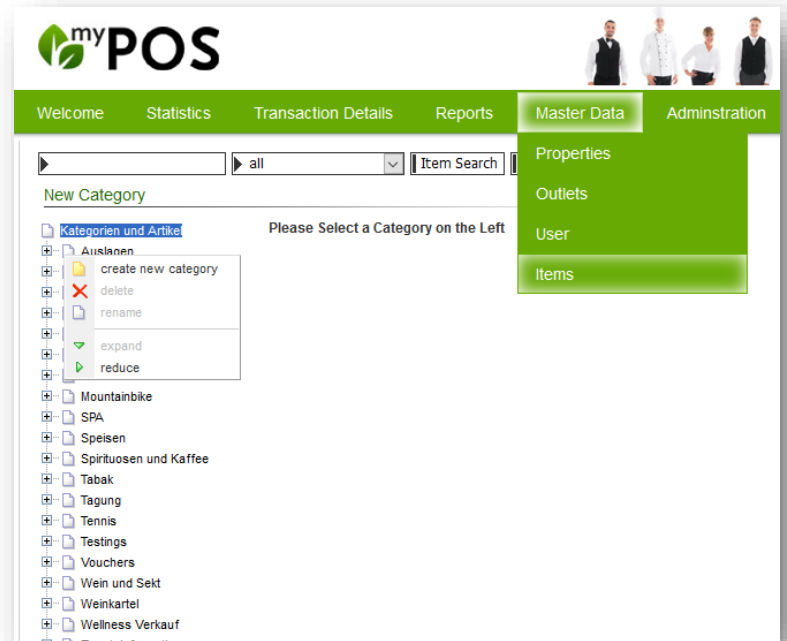 myPOS
Welcome Statistics Transaction Details Reports Master Data Adminstration
Properties
Outlets
User
Items
all Item Search
New Category
Please Select a Category on the Left
Kategorien und Artikel
Auslagen
create new category
delete
rename
expand
reduce
Mountainbike
SPA
Speisen
Spirituosen und Kaffee
Tabak
Tagung
Tennis
Testings
Vouchers
Wein und Sekt
Weinkartel
Wellness Verkauf